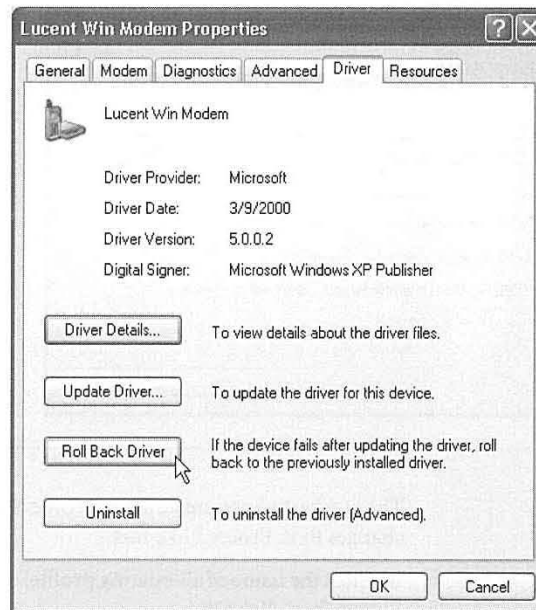 Lucent Win Modem Properties
General Modem Diagnostics Advanced Driver Resources
Lucent Win Modem
Driver Provider: Microsoft
Driver Date: 3/9/2000
Driver Version: 5.0.0.2
Digital Signer: Microsoft Windows XP Publisher
Driver Details... To view details about the driver files.
Update Driver... To update the driver for this device.
Roll Back Driver If the device fails after updating the driver, roll
back to the previously installed driver.
Uninstall To uninstall the driver (Advanced).
OK Cancel